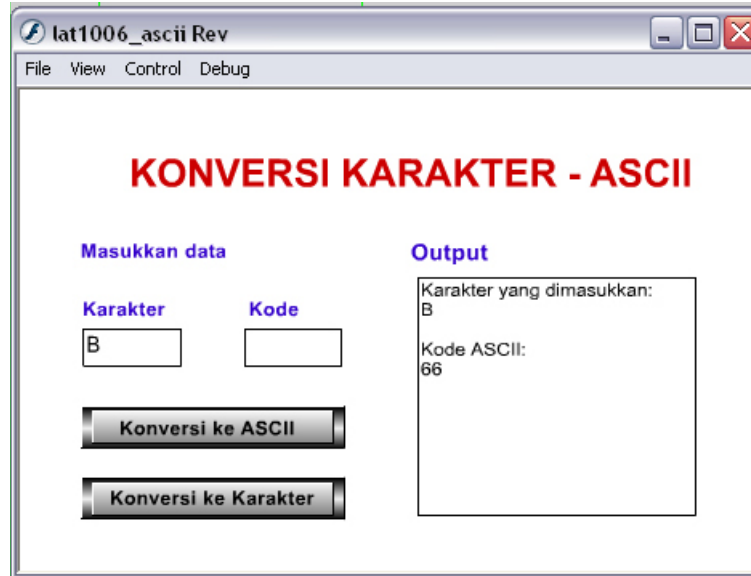 lat1006_ascii Rev
File View Control Debug
KONVERSI KARAKTER - ASCII
Masukkan data
Karakter Kode
B
Konversi ke ASCII
Konversi ke Karakter
Output
Karakter yang dimasukkan:
B
Kode ASCII:
66